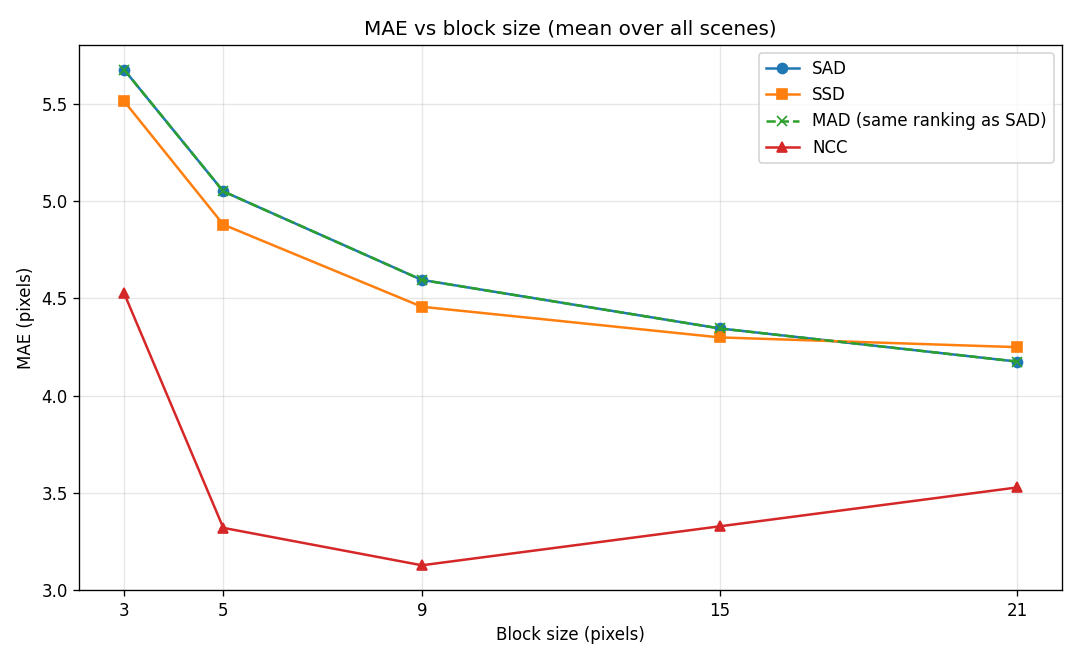 MAE vs block size (mean over all scenes)
SAD
SSD
MAD (same ranking as SAD)
NCC
MAE (pixels)
5.5
5.0
4.5
4.0
3.5
3.0
3 5 9 15 21
Block size (pixels)